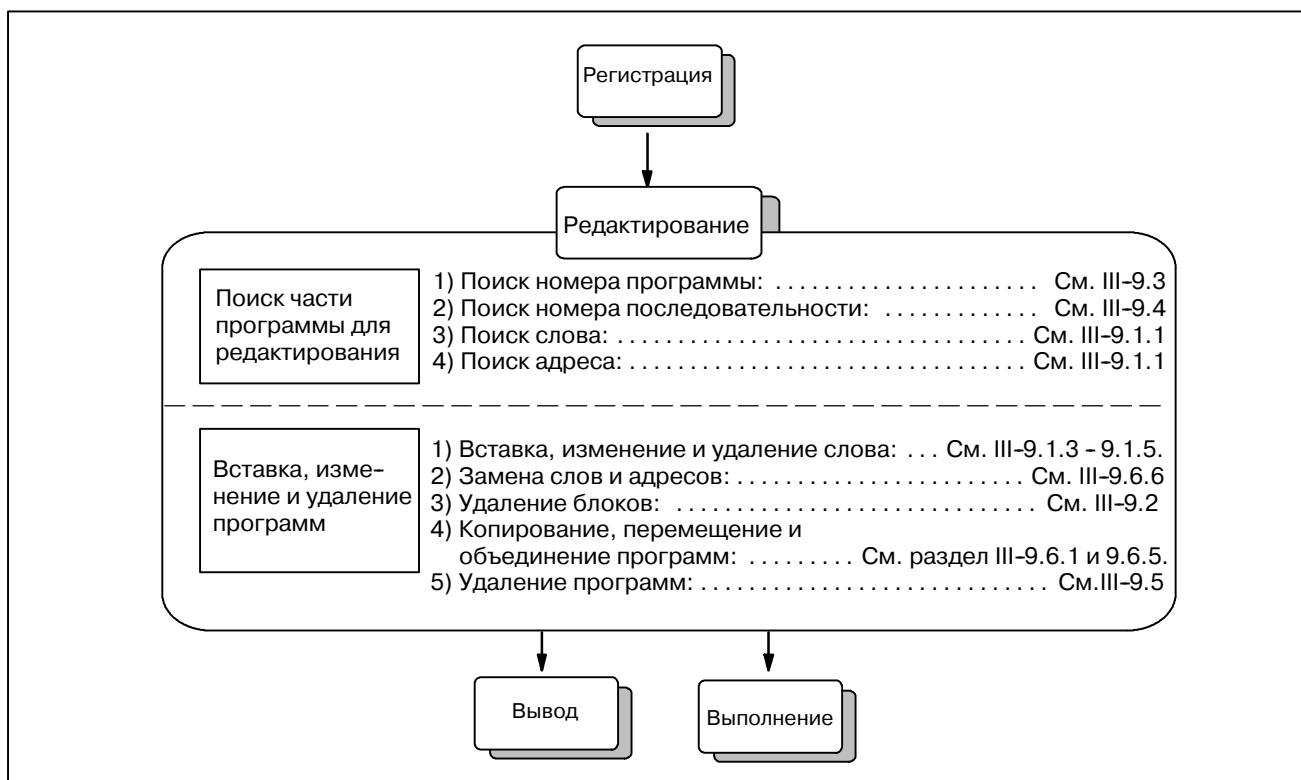 Регистрация
Редактирование
Поиск части
программы для
редактирования
1) Поиск номера программы: . . . . . . . . . . . . . . . . . . . . . . См. III-9.3
2) Поиск номера последовательности: . . . . . . . . . . . . . См. III-9.4
3) Поиск слова: . . . . . . . . . . . . . . . . . . . . . . . . . . . . . . . . . См. III-9.1.1
4) Поиск адреса: . . . . . . . . . . . . . . . . . . . . . . . . . . . . . . . . См. III-9.1.1
Вставка, изме-
нение и удаление
программ
1) Вставка, изменение и удаление слова: . . . См. III-9.1.3 - 9.1.5.
2) Замена слов и адресов: . . . . . . . . . . . . . . . . . . . . . . . См. III-9.6.6
3) Удаление блоков: . . . . . . . . . . . . . . . . . . . . . . . . . . . . . См. III-9.2
4) Копирование, перемещение и
объединение программ: . . . . . . . . . См. раздел III-9.6.1 и 9.6.5.
5) Удаление программ: . . . . . . . . . . . . . . . . . . . . . . . . . . . . См.III-9.5
Вывод
Выполнение